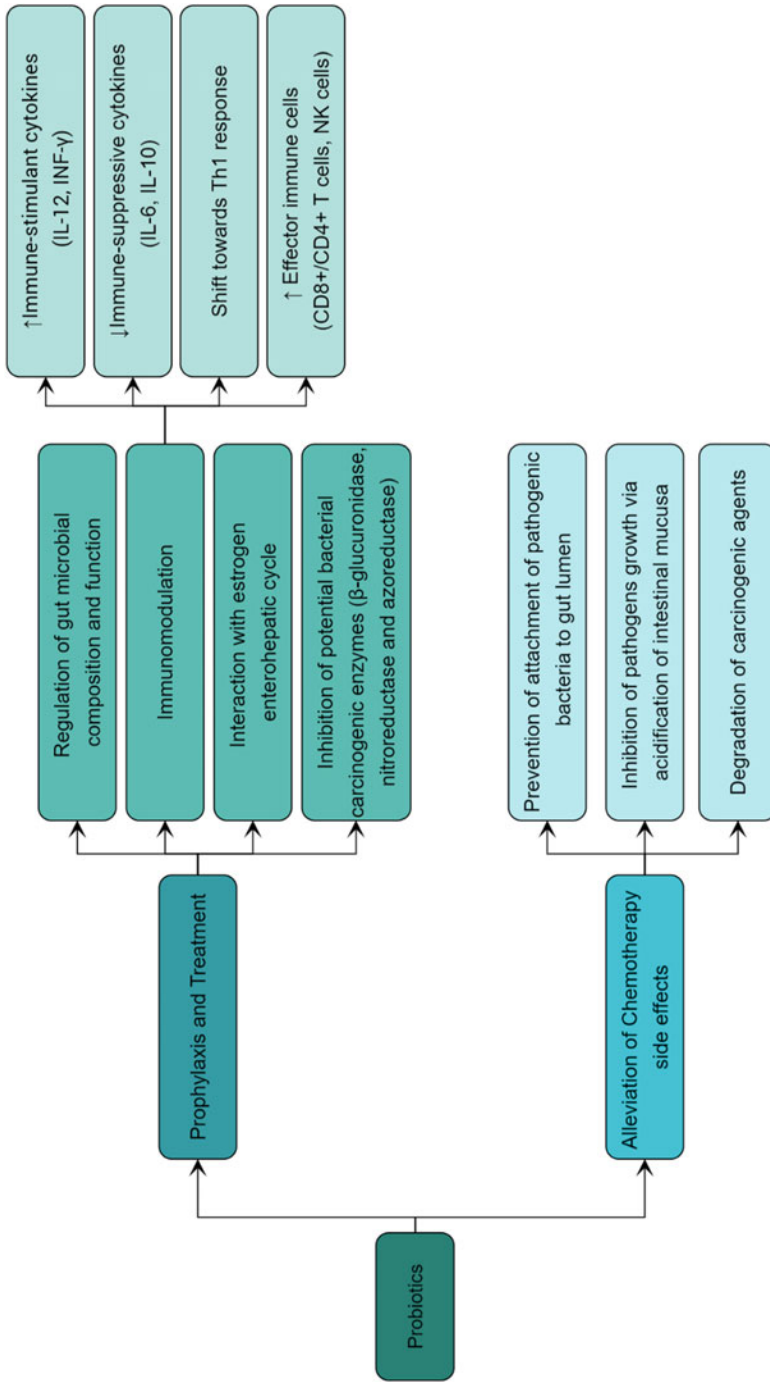 Probiotics
Prophylaxis and Treatment
Regulation of gut microbial
composition and function
Immunomodulation
↑Immune-stimulant cytokines
(IL-12, INF-γ)
↓Immune-suppressive cytokines
(IL-6, IL-10)
Shift towards Th1 response
↑ Effector immune cells
(CD8+/CD4+ T cells, NK cells)
Interaction with estrogen
enterohepatic cycle
Inhibition of potential bacterial
carcinogenic enzymes (β-glucuronidase,
nitroreductase and azoreductase)
Alleviation of Chemotherapy
side effects
Prevention of attachment of pathogenic
bacteria to gut lumen
Inhibition of pathogens growth via
acidification of intestinal mucusa
Degradation of carcinogenic agents